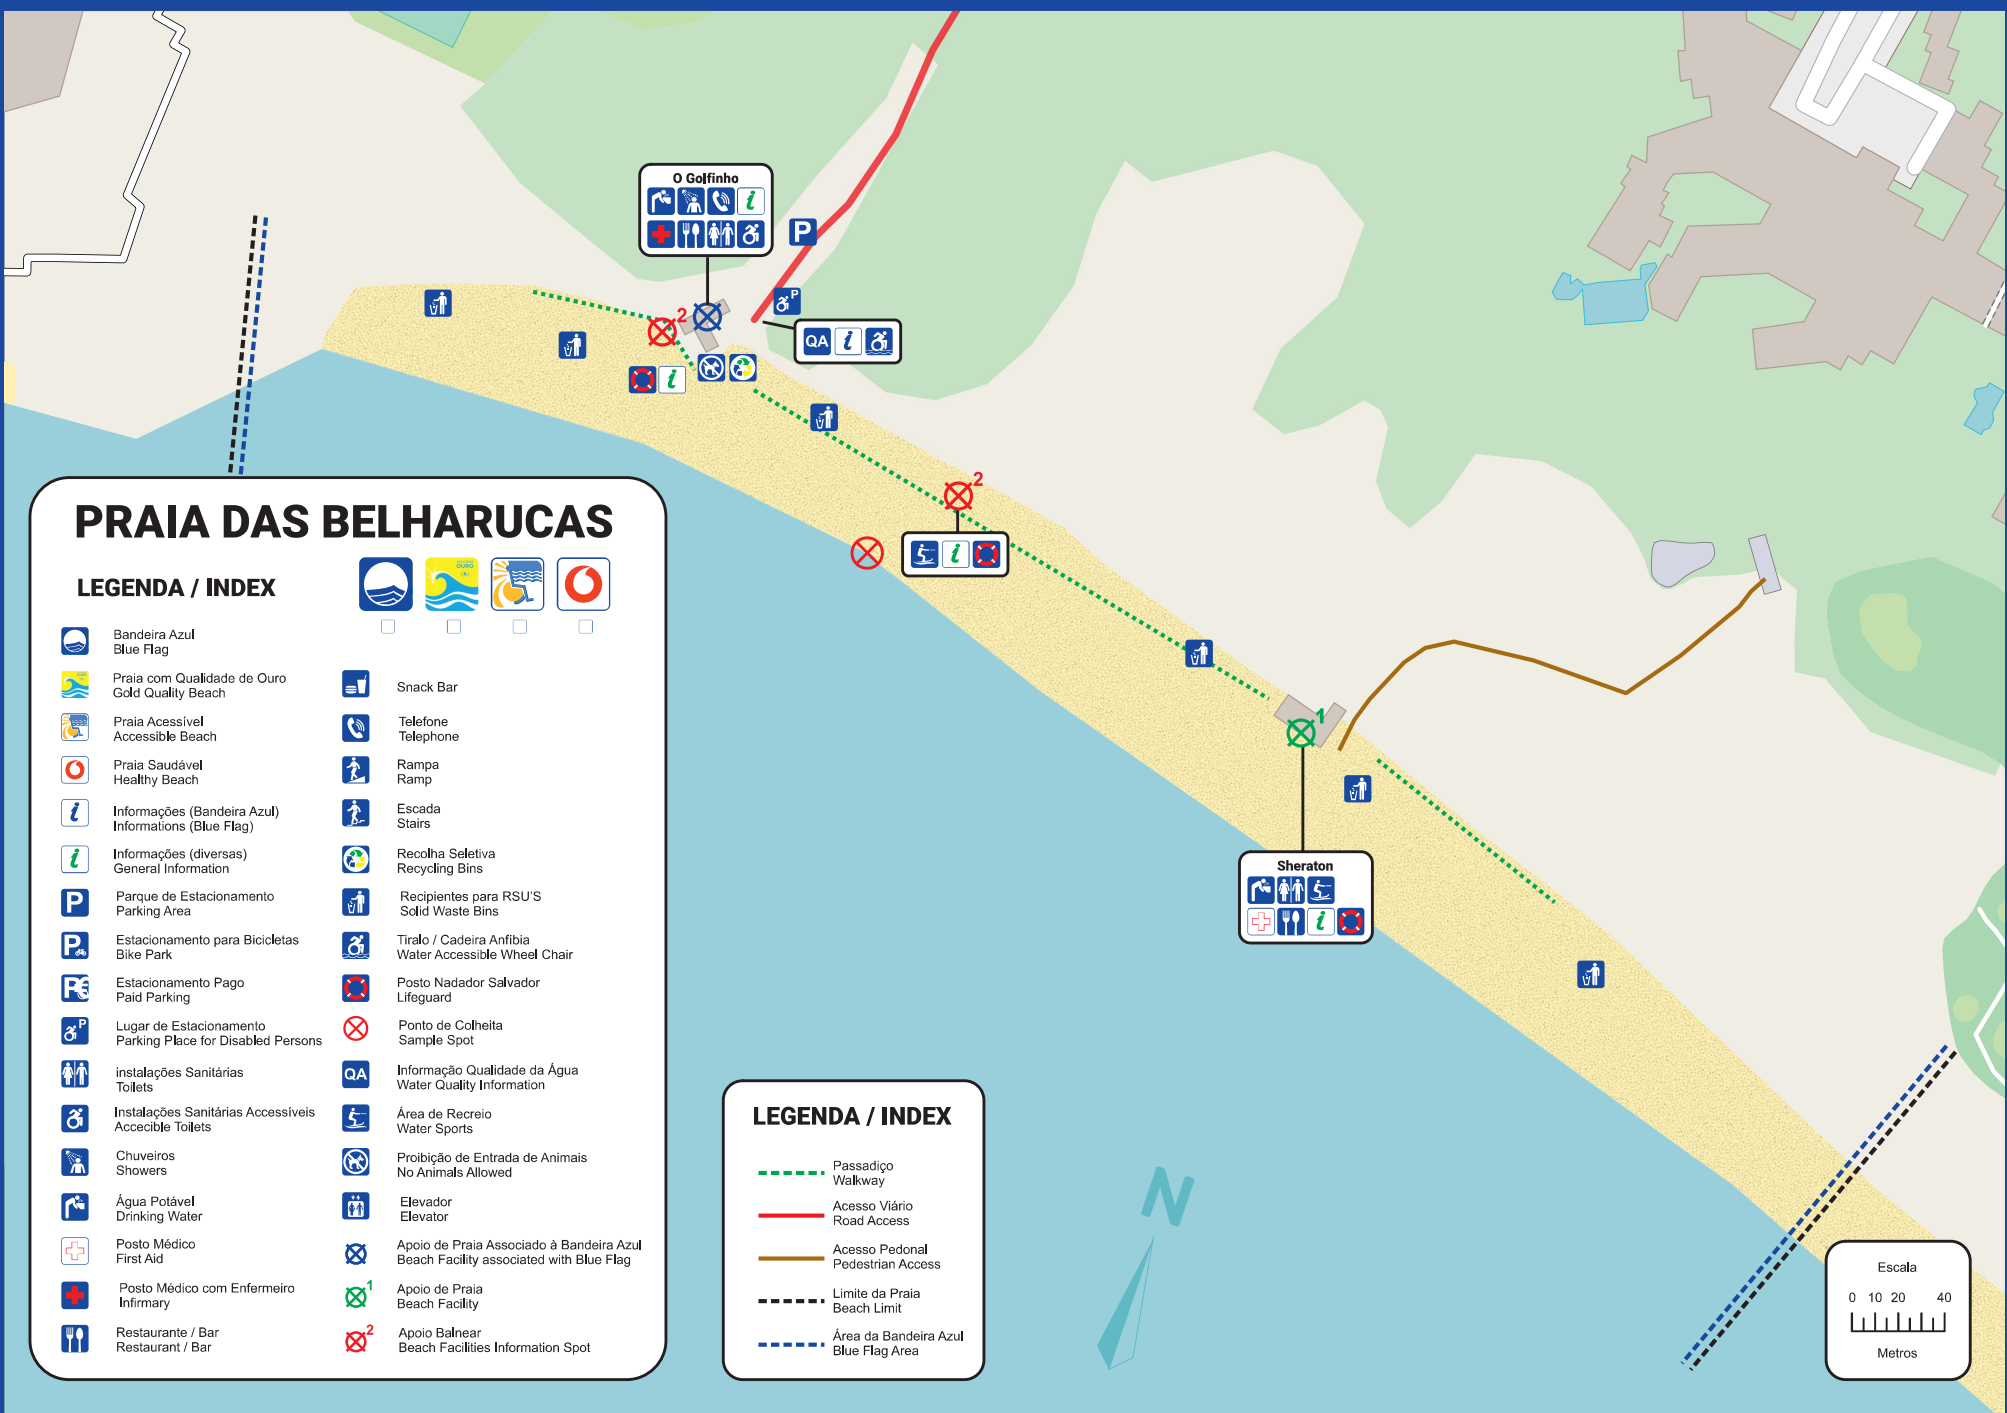 O Golfinho
P
P
QA
2
2
1
Sheraton
PRAIA DAS BELHARUCAS
LEGENDA / INDEX
OURO
Bandeira Azul
Blue Flag
Praia com Qualidade de Ouro
Gold Quality Beach
Praia Acessível
Accessible Beach
Praia Saudável
Healthy Beach
i
Informações (Bandeira Azul)
Informations (Blue Flag)
i
Informações (diversas)
General Information
P
Parque de Estacionamento
Parking Area
P
Estacionamento para Bicicletas
Bike Park
P€
Estacionamento Pago
Paid Parking
P
Lugar de Estacionamento
Parking Place for Disabled Persons
instalações Sanitárias
Toilets
Instalações Sanitárias Accessíveis
Accecible Toilets
Chuveiros
Showers
Água Potável
Drinking Water
Posto Médico
First Aid
Posto Médico com Enfermeiro
Infirmary
Restaurante / Bar
Restaurant / Bar
Snack Bar
Telefone
Telephone
Rampa
Ramp
Escada
Stairs
Recolha Seletiva
Recycling Bins
Recipientes para RSU'S
Solid Waste Bins
Tiralo / Cadeira Anfíbia
Water Accessible Wheel Chair
Posto Nadador Salvador
Lifeguard
Ponto de Colheita
Sample Spot
QA
Informação Qualidade da Água
Water Quality Information
Área de Recreio
Water Sports
Proibição de Entrada de Animais
No Animals Allowed
Elevador
Elevator
Apoio de Praia Associado à Bandeira Azul
Beach Facility associated with Blue Flag
1
Apoio de Praia
Beach Facility
2
Apoio Balnear
Beach Facilities Information Spot
LEGENDA / INDEX
Passadiço
Walkway
Acesso Viário
Road Access
Acesso Pedonal
Pedestrian Access
Limite da Praia
Beach Limit
Área da Bandeira Azul
Blue Flag Area
N
Escala
0 10 20 40
Metros